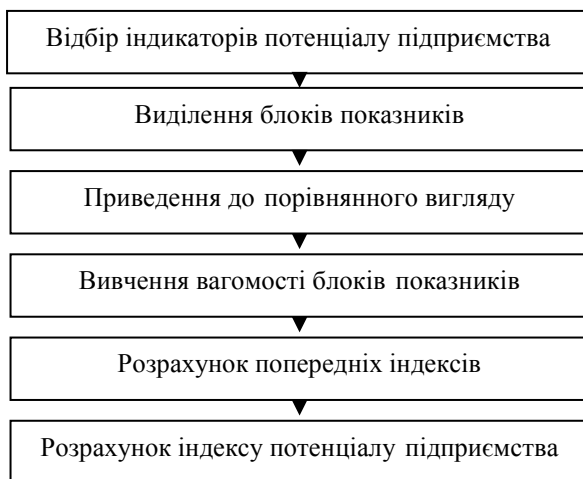 Відбір індикаторів потенціалу підприємства
Виділення блоків показників
Приведення до порівнянного вигляду
Вивчення вагомості блоків показників
Розрахунок попередніх індексів
Розрахунок індексу потенціалу підприємства